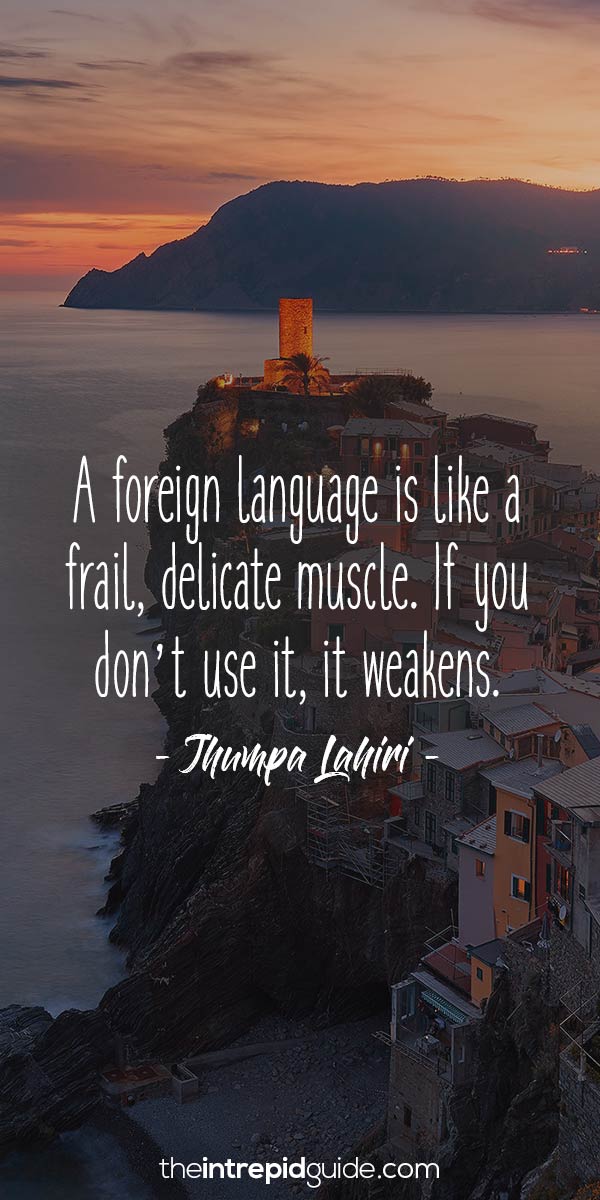 A foreign language is like a
frail, delicate muscle. If you
don't use it, it weakens.
- Jhumpa Lahiri -
theintrepidguide.com